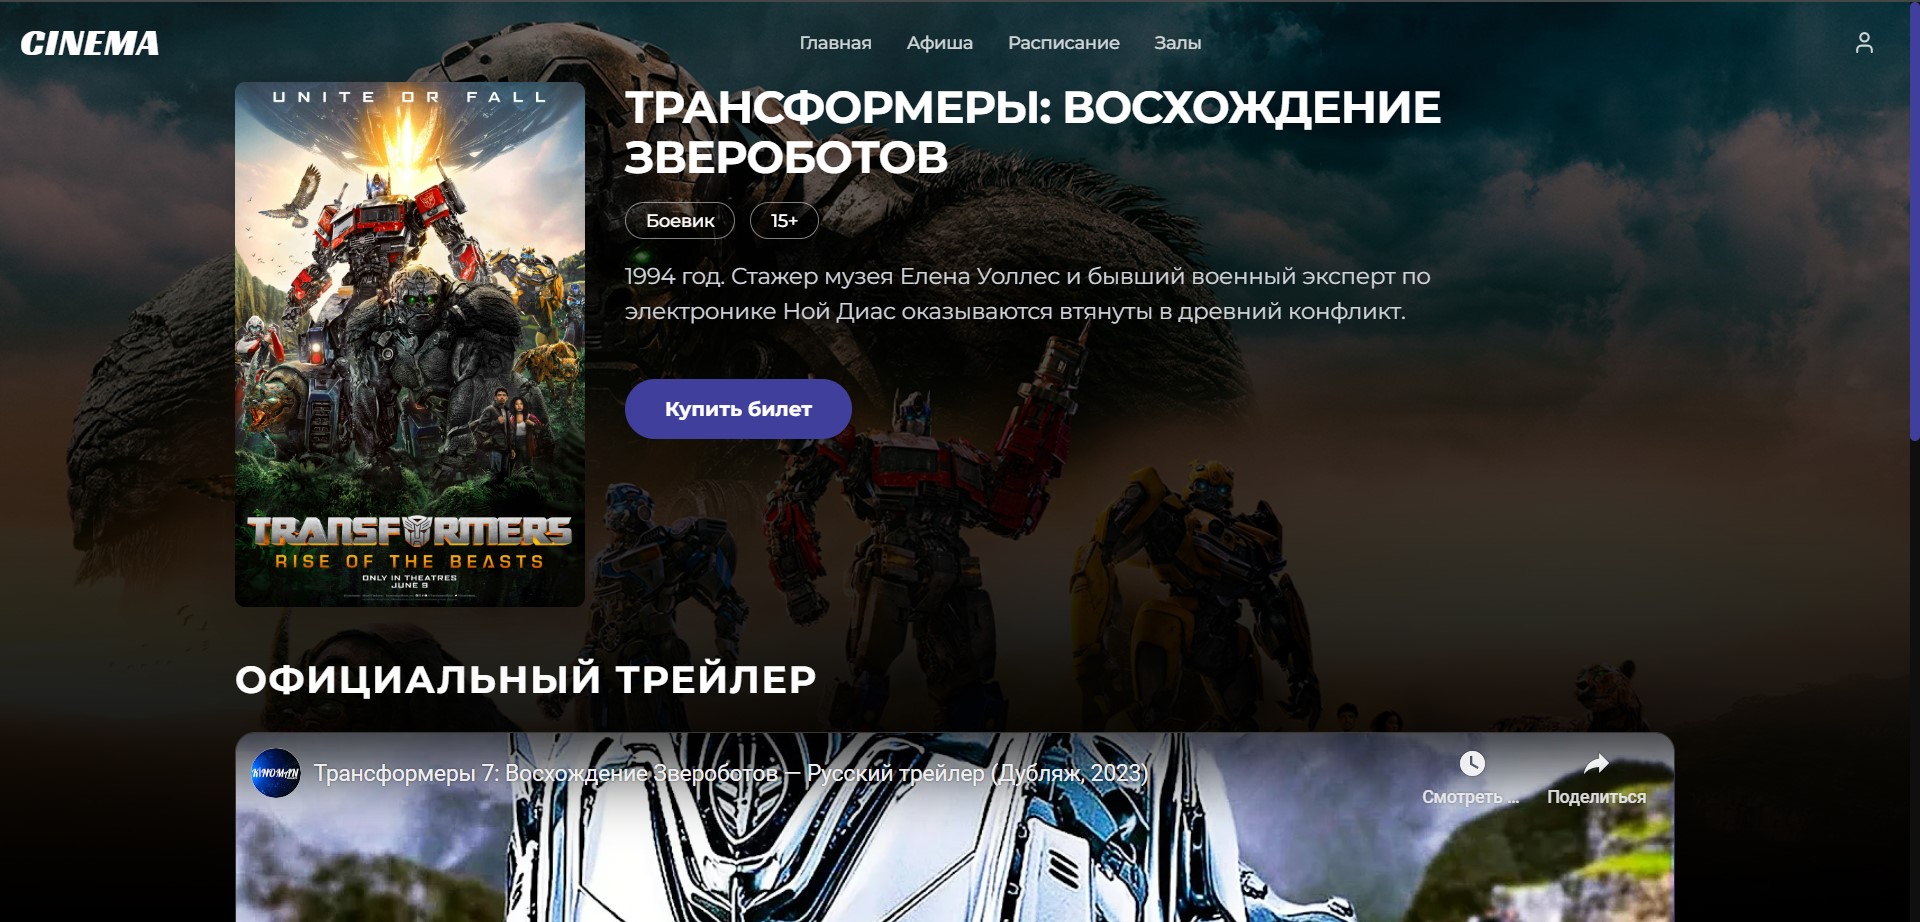 CINEMA
Главная Афиша Расписание Залы
UNITE OR FALL
TRANSFORMERS
RISE OF THE BEASTS
ONLY IN THEATRES
JUNE 9
ТРАНСФОРМЕРЫ: ВОСХОЖДЕНИЕ
ЗВЕРОБОТОВ
Боевик 15+
1994 год. Стажер музея Елена Уоллес и бывший военный эксперт по
электронике Ной Диас оказываются втянуты в древний конфликт.
Купить билет
ОФИЦИАЛЬНЫЙ ТРЕЙЛЕР
KINOMAN
Трансформеры 7: Восхождение Звероботов — Русский трейлер (Дубляж, 2023)
Смотреть ... Поделиться